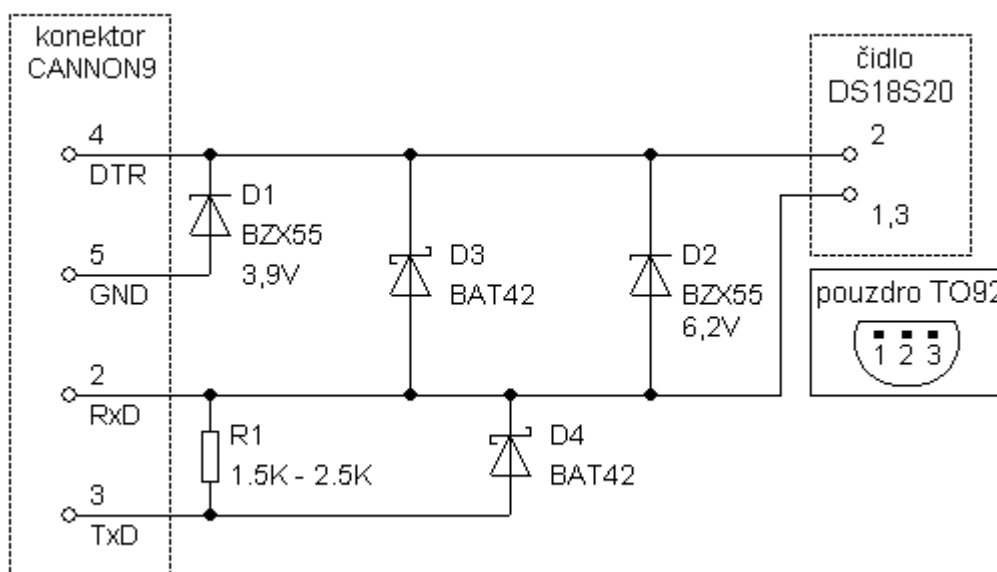 konektor
CANNON9
4
DTR
5
GND
2
RxD
3
TxD
D1
BZX55
3,9V
D3
BAT42
D2
BZX55
6,2V
R1
1.5K - 2.5K
D4
BAT42
čidlo
DS18S20
2
1,3
pouzdro TO92
1 2 3